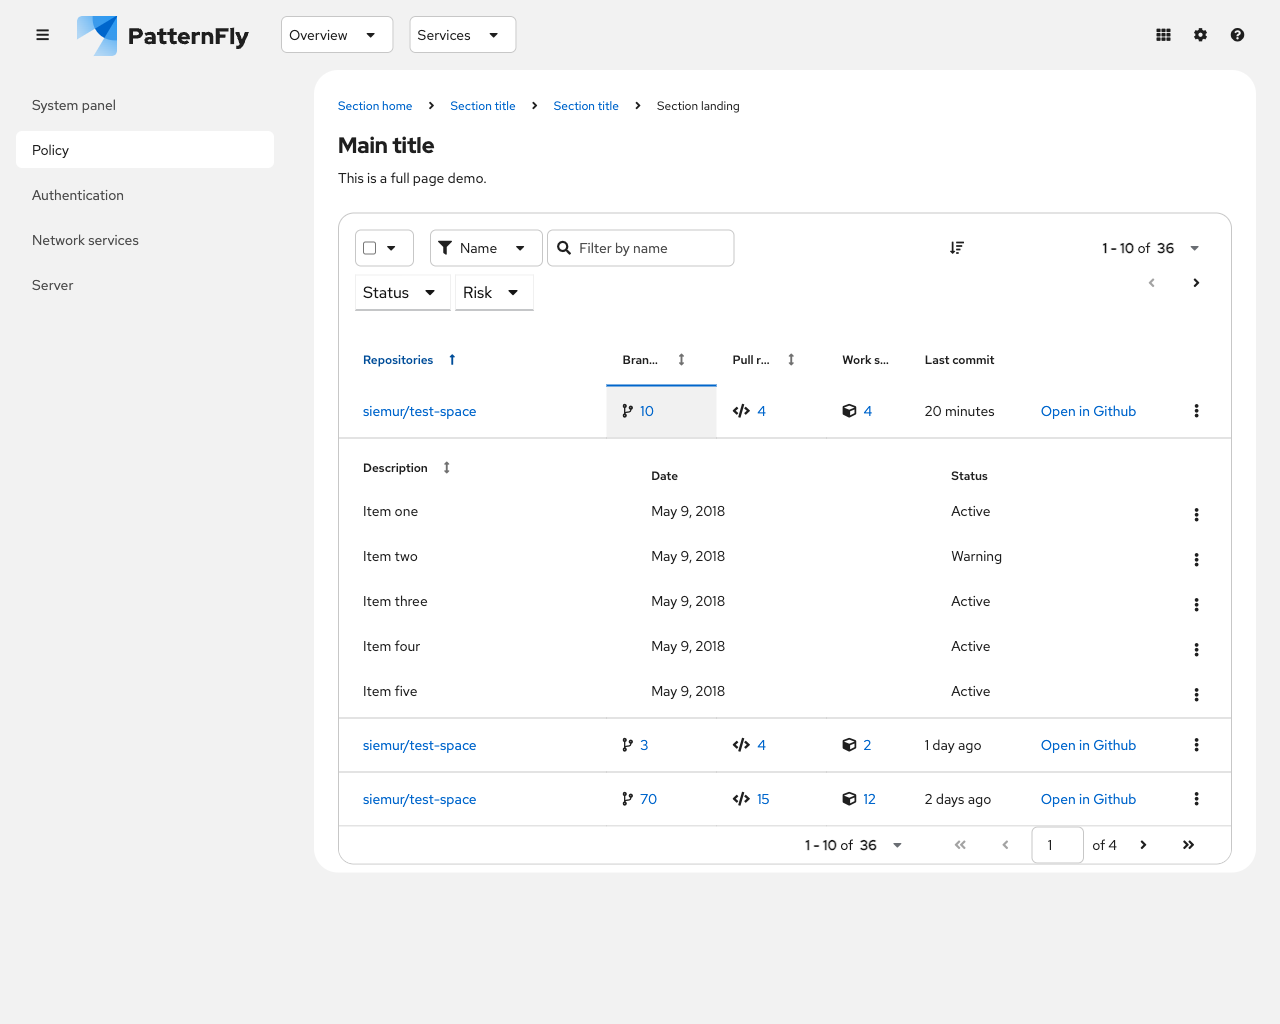 PatternFly Overview Services
System panel
Policy
Authentication
Network services
Server
Section home Section title Section title Section landing
Main title
This is a full page demo.
Name Filter by name 1 - 10 of 36
Status Risk
Repositories Bran... Pull r... Work s... Last commit
siemur/test-space 10 4 4 20 minutes Open in Github
Description Date Status
Item one May 9, 2018 Active
Item two May 9, 2018 Warning
Item three May 9, 2018 Active
Item four May 9, 2018 Active
Item five May 9, 2018 Active
siemur/test-space 3 4 2 1 day ago Open in Github
siemur/test-space 70 15 12 2 days ago Open in Github
1 - 10 of 36 1 of 4